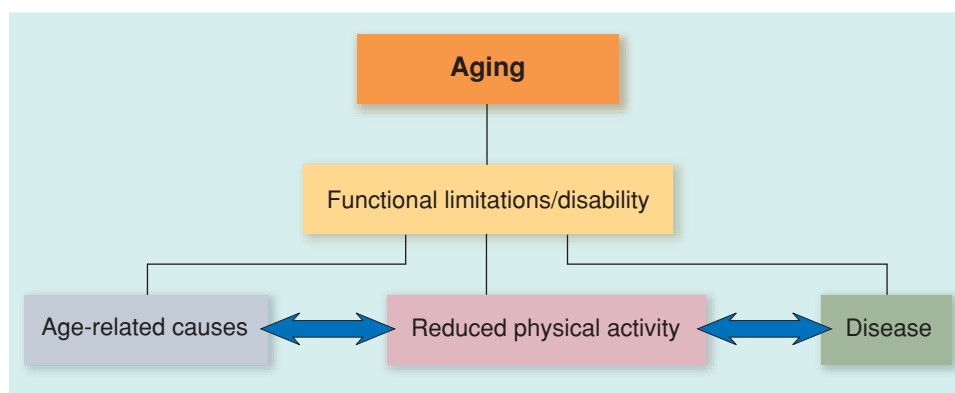 Aging
Functional limitations/disability
Age-related causes
Reduced physical activity
Disease